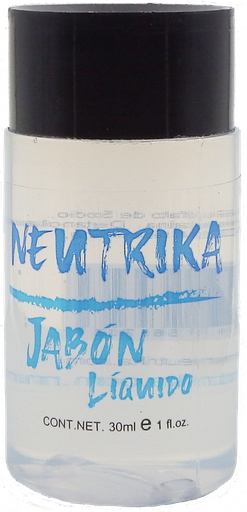 NEUTRIKA
JABÓN
LÍQUIDO
CONT.NET. 30ml e 1 fl.oz.